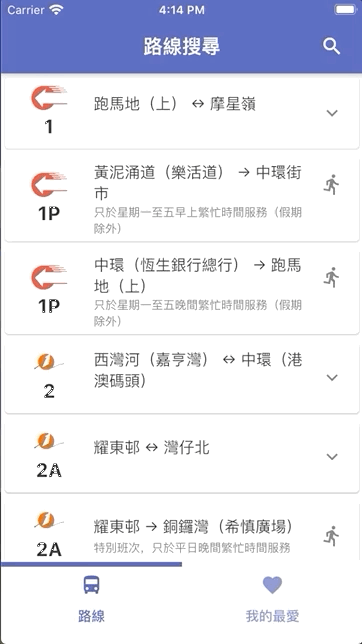 Carrier 4:14 PM
路線搜尋
跑馬地（上） ↔ 摩星嶺
1
黃泥涌道（樂活道） → 中環街
市
1P
只於星期一至五早上繁忙時間服務（假期
除外）
中環（恆生銀行總行） → 跑馬
地（上）
1P
只於星期一至五晚間繁忙時間服務（假期
除外）
西灣河（嘉亨灣） ↔ 中環（港
澳碼頭）
2
耀東邨 ↔ 灣仔北
2A
耀東邨 → 銅鑼灣（希慎廣場）
2A
特別班次，只於平日晚間繁忙時間服務
路線
我的最愛